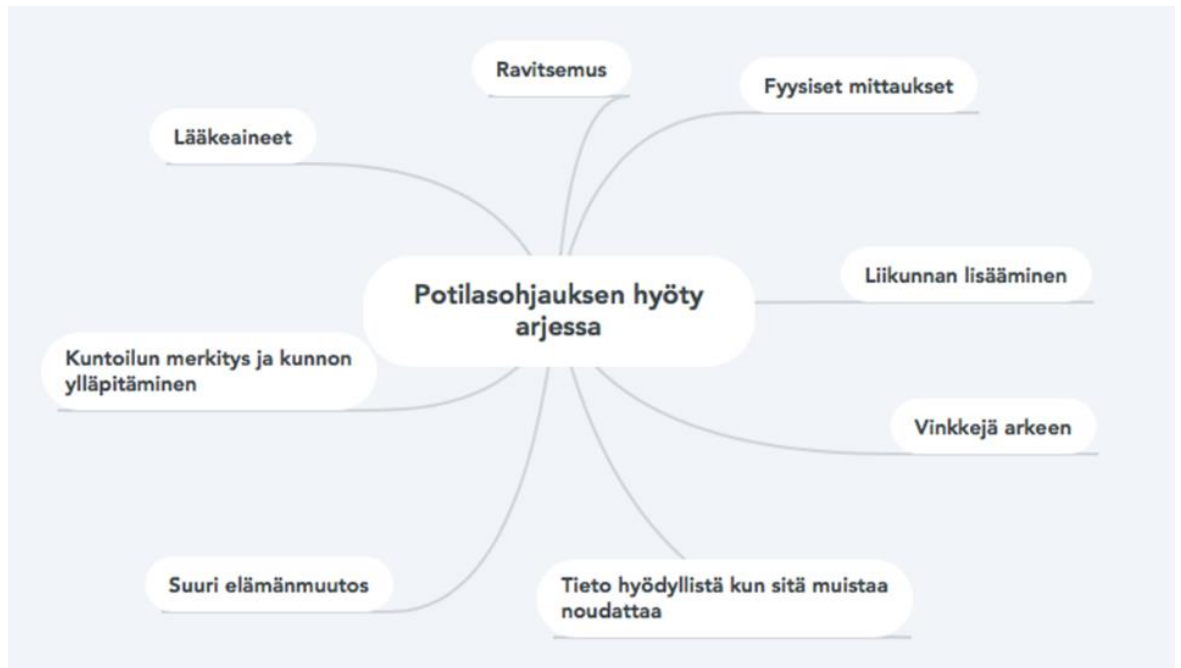 Ravitsemus
Fyysiset mittaukset
Lääkeaineet
Liikunnan lisääminen
Potilasohjauksen hyöty
arjessa
Kuntoilun merkitys ja kunnon
ylläpitäminen
Vinkkejä arkeen
Suuri elämänmuutos
Tieto hyödyllistä kun sitä muistaa
noudattaa